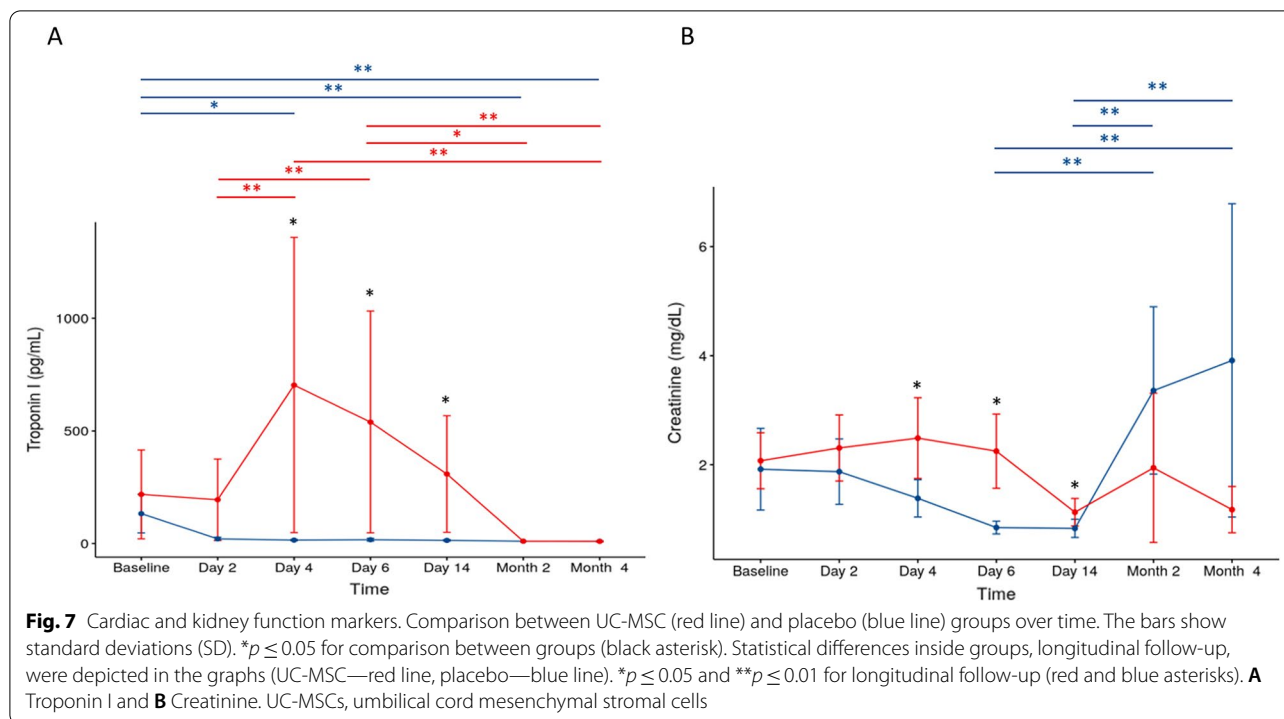 A
B
**
**
*
**
*
**
**
**
**
**
**
**
*
*
*
*
*
*
1000
500
0
Troponin I (pg/mL)
Baseline Day 2 Day 4 Day 6 Day 14 Month 2 Month 4
Time
6
4
2
Creatinine (mg/dL)
Baseline Day 2 Day 4 Day 6 Day 14 Month 2 Month 4
Time
Fig. 7 Cardiac and kidney function markers. Comparison between UC-MSC (red line) and placebo (blue line) groups over time. The bars show
standard deviations (SD). *p ≤ 0.05 for comparison between groups (black asterisk). Statistical differences inside groups, longitudinal follow-up,
were depicted in the graphs (UC-MSC—red line, placebo—blue line). *p ≤ 0.05 and **p ≤ 0.01 for longitudinal follow-up (red and blue asterisks). A
Troponin I and B Creatinine. UC-MSCs, umbilical cord mesenchymal stromal cells